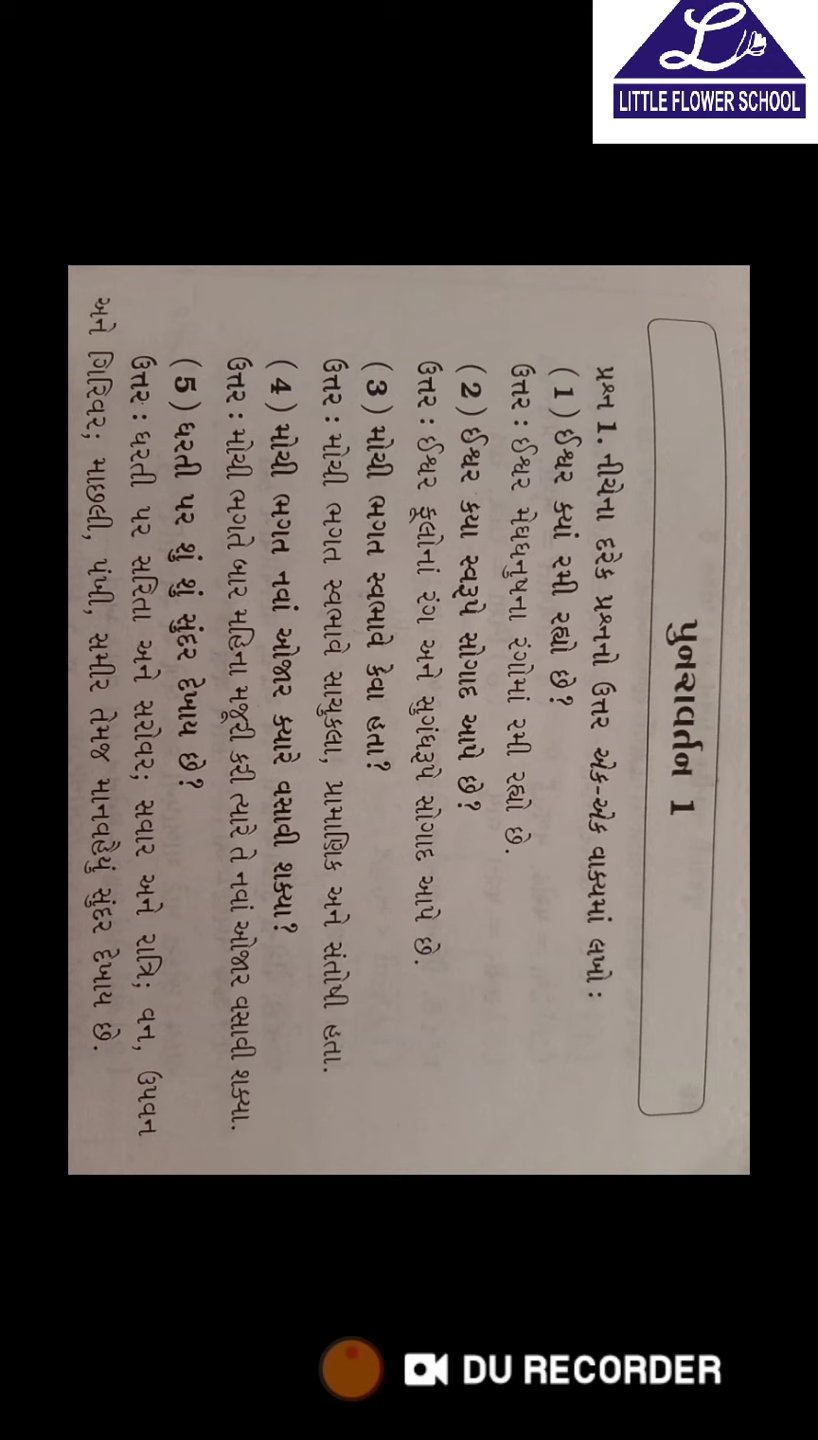 LITTLE FLOWER SCHOOL
પુનરાવર્તન 1
પ્રશ્ન 1. નીચેના દરેક પ્રશ્નનો ઉત્તર એક-એક વાક્યમાં લખો :
( 1 ) ઈશ્વર ક્યાં રમી રહ્યો છે?
ઉત્તર : ઈશ્વર મેઘધનુષના રંગોમાં રમી રહ્યો છે.
( 2 ) ઈશ્વર ક્યા સ્વરૂપે સોગાદ આપે છે?
ઉત્તર : ઈશ્વર ફૂલોનાં રંગ અને સુગંધરૂપે સોગાદ આપે છે.
( 3 ) મોચી ભગત સ્વભાવે કેવા હતા?
ઉત્તર : મોચી ભગત સ્વભાવે સાચુકલા, પ્રામાણિક અને સંતોષી હતા.
( 4 ) મોચી ભગત નવાં ઓજાર ક્યારે વસાવી શક્યા?
ઉત્તર : મોચી ભગતે બાર મહિના મજૂરી કરી ત્યારે તે નવાં ઓજાર વસાવી શક્યા.
( 5 ) ધરતી પર શું શું સુંદર દેખાય છે?
ઉત્તર : ધરતી પર સરિતા અને સરોવર; સવાર અને રાત્રિ; વન, ઉપવન
અને ગિરિવર; માછલી, પંખી, સમીર તેમજ માનવહૈયું સુંદર દેખાય છે.
DU RECORDER